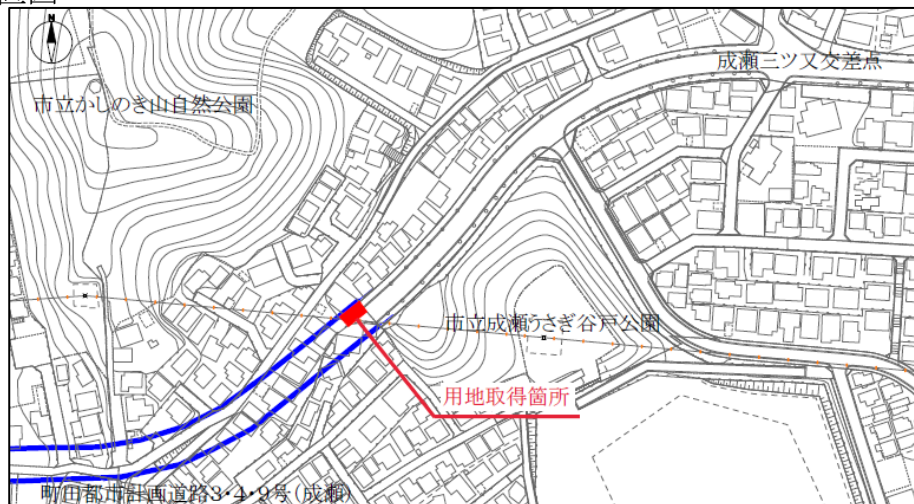 N
成瀬三ツ又交差点
市立かしのき山自然公園
市立成瀬うさぎ谷戸公園
用地取得箇所
町田都市計画道路3・4・9号(成瀬)